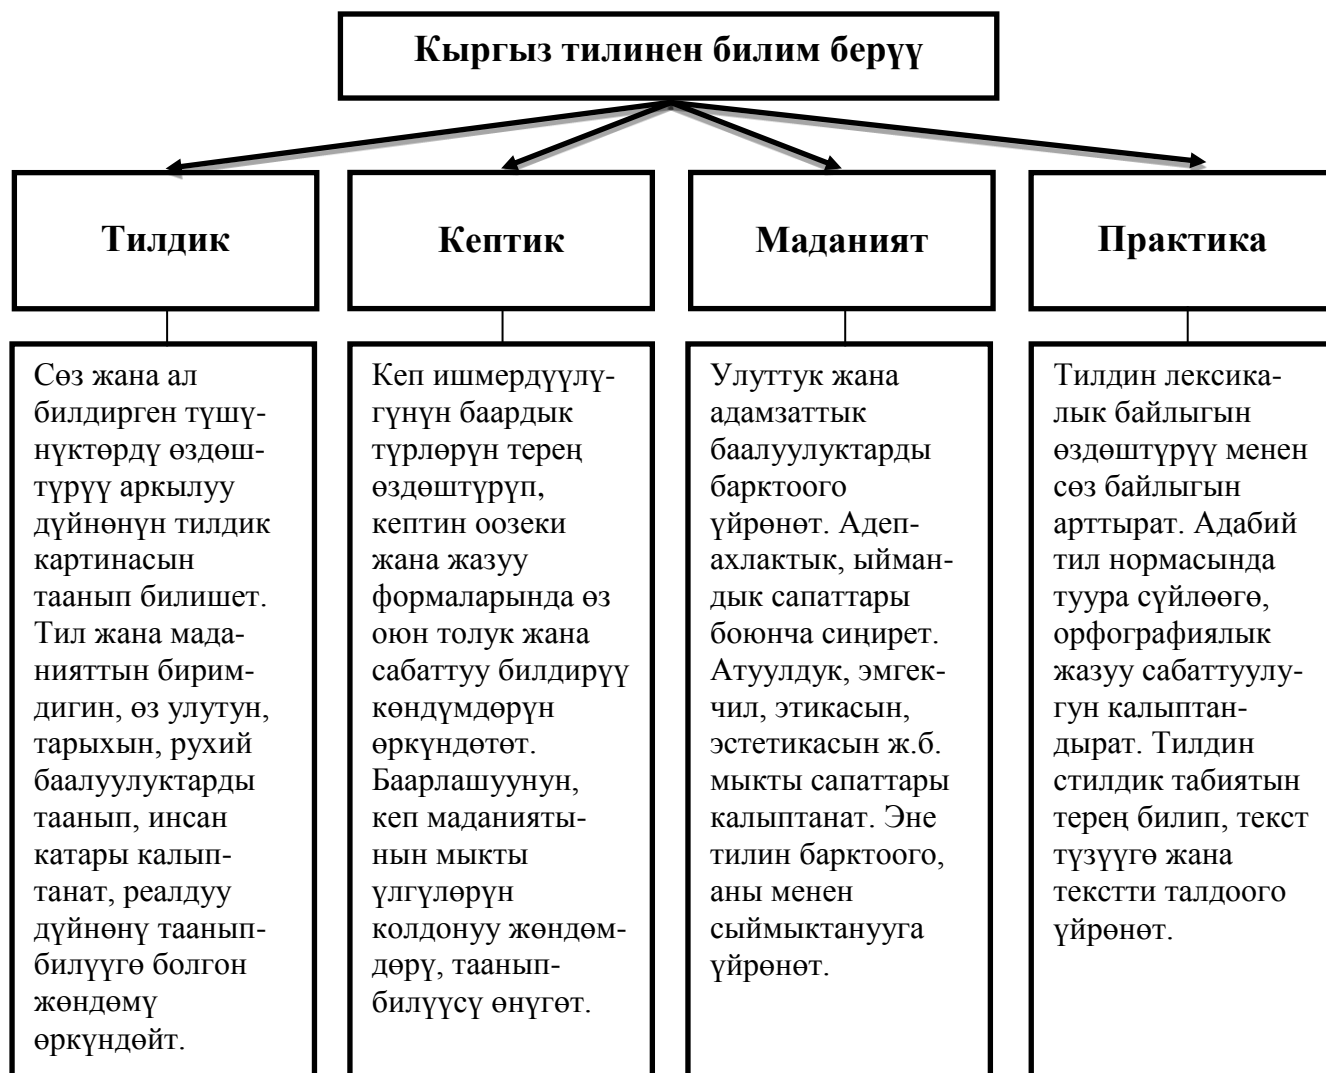 Кыргыз тилинен билим берүү
Тилдик
Кептик
Маданият
Практика
Сөз жана ал
билдирген түшү-
нүктөрдү өздөш-
түрүү аркылуу
дүйнөнүн тилдик
картинасын
таанып билишет.
Тил жана мада-
нияттын бирим-
дигин, өз улутун,
тарыхын, рухий
баалуулуктарды
таанып, инсан
катары калып-
танат, реалдуу
дүйнөнү таанып-
билүүгө болгон
жөндөмү
өркүндөйт.
Кеп ишмердүүлү-
гүнүн баардык
түрлөрүн терең
өздөштүрүп,
кептин оозеки
жана жазуу
формаларында өз
оюн толук жана
сабаттуу билдирүү
көндүмдөрүн
өркүндөтөт.
Баарлашуунун,
кеп маданияты-
нын мыкты
үлгүлөрүн
колдонуу жөндөм-
дөрү, таанып-
билүүсү өнүгөт.
Улуттук жана
адамзаттык
баалуулуктарды
барктоого
үйрөнөт. Адеп-
ахлактык, ыйман-
дык сапаттары
боюнча сиңирет.
Атуулдук, эмгек-
чил, этикасын,
эстетикасын ж.б.
мыкты сапаттары
калыптанат. Эне
тилин барктоого,
аны менен
сыймыктанууга
үйрөнөт.
Тилдин лексика-
лык байлыгын
өздөштүрүү менен
сөз байлыгын
арттырат. Адабий
тил нормасында
туура сүйлөөгө,
орфографиялык
жазуу сабаттуулу-
гун калыптан-
дырат. Тилдин
стилдик табиятын
терең билип, текст
түзүүгө жана
текстти талдоого
үйрөнөт.